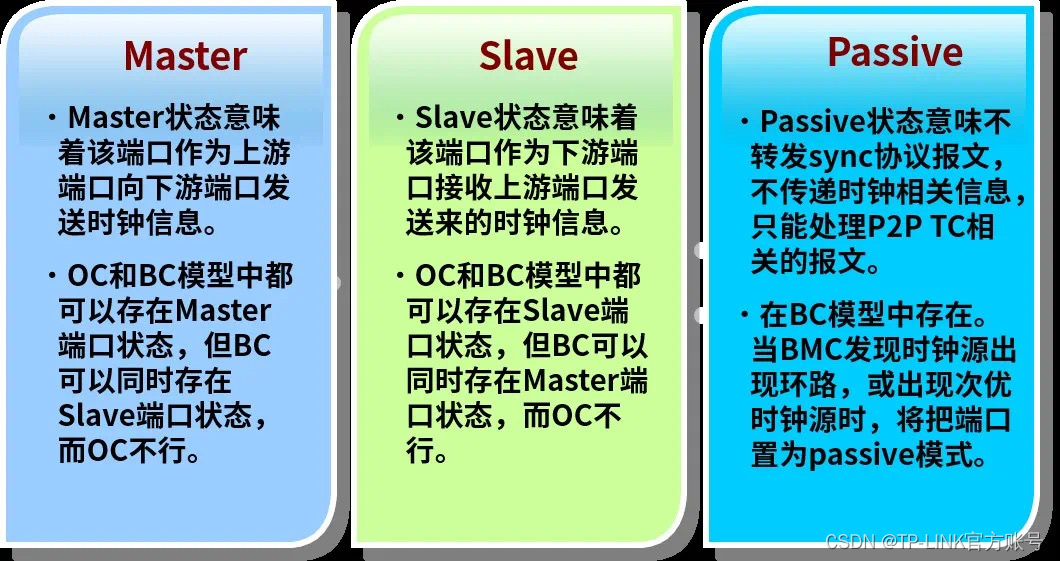 Master
· Master状态意味
着该端口作为上游
端口向下游端口发
送时钟信息。
· OC和BC模型中都
可以存在Master
端口状态，但BC
可以同时存在
Slave端口状态，
而OC不行。
Slave
· Slave状态意味着
该端口作为下游端
口接收上游端口发
送来的时钟信息。
· OC和BC模型中都
可以存在Slave端
口状态，但BC可以
同时存在Master端
口状态，而OC不
行。
Passive
· Passive状态意味不
转发sync协议报文，
不传递时钟相关信息，
只能处理P2P TC相
关的报文。
· 在BC模型中存在。
当BMC发现时钟源出
现环路，或出现次优
时钟源时，将把端口
置为passive模式。
CSDN @TP-LINK官方账号